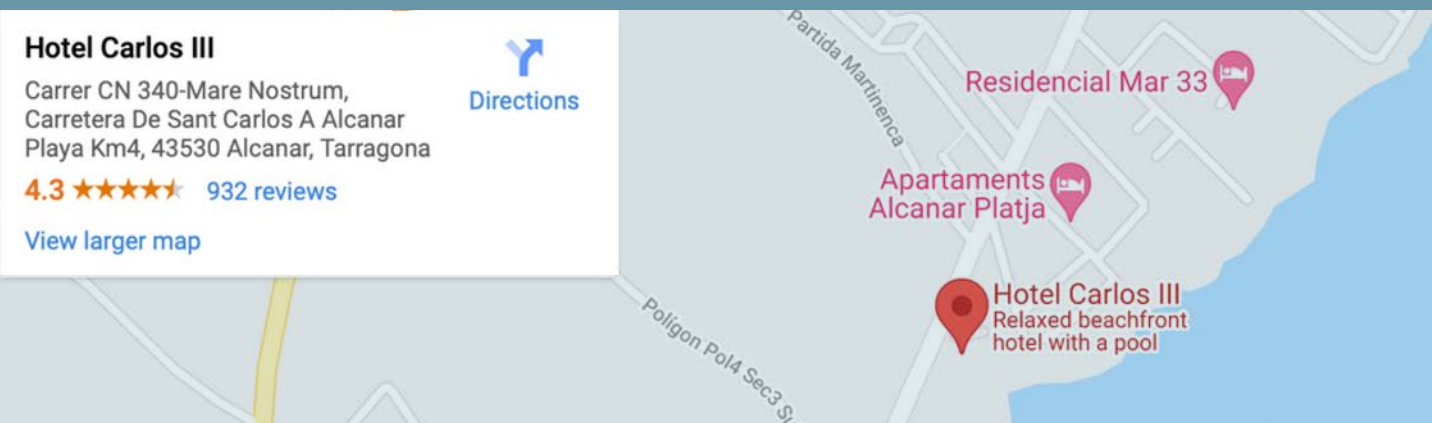 Hotel Carlos III
Directions
Carrer CN 340-Mare Nostrum,
Carretera De Sant Carlos A Alcanar
Playa Km4, 43530 Alcanar, Tarragona
4.3 932 reviews
View larger map
Partida Martinenca
Residencial Mar 33
Apartaments
Alcanar Platja
Hotel Carlos III
Relaxed beachfront
hotel with a pool
Polígon Pol4 Sec3